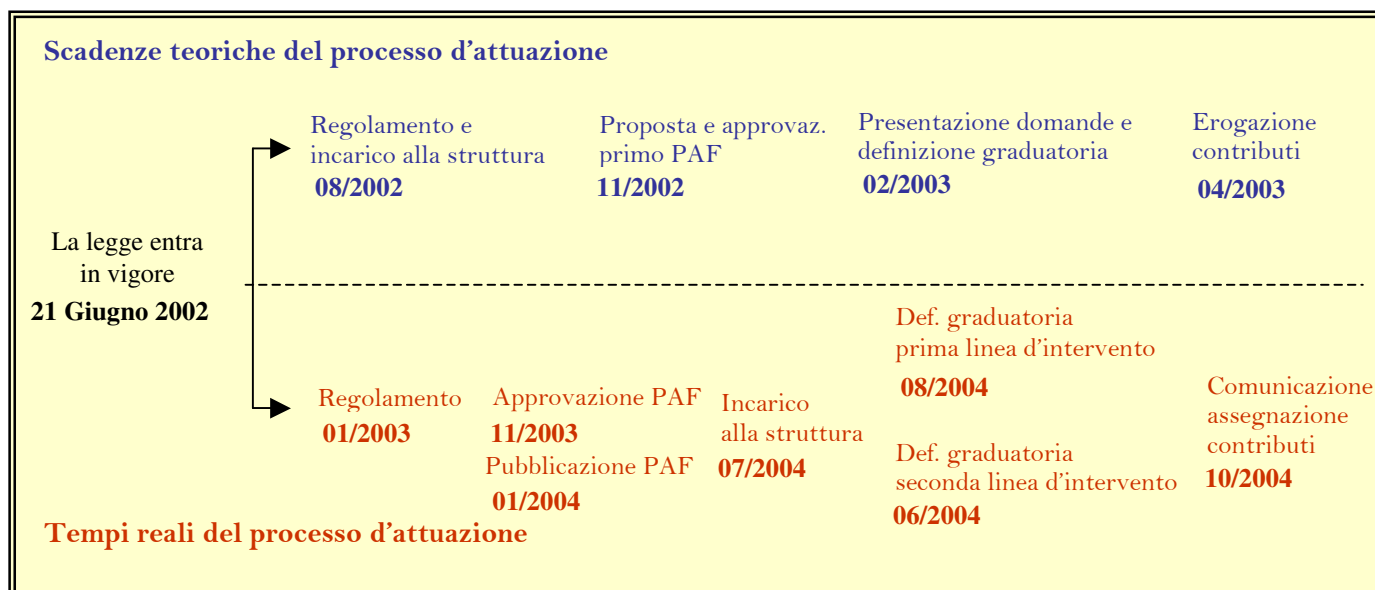 Scadenze teoriche del processo d'attuazione
Regolamento e
incarico alla struttura
08/2002
Proposta e approvaz.
primo PAF
11/2002
Presentazione domande e
definizione graduatoria
02/2003
Erogazione
contributi
04/2003
La legge entra
in vigore
21 Giugno 2002
Regolamento
01/2003
Approvazione PAF
11/2003
Pubblicazione PAF
01/2004
Incarico
alla struttura
07/2004
Def. graduatoria
prima linea d'intervento
08/2004
Def. graduatoria
seconda linea d'intervento
06/2004
Comunicazione
assegnazione
contributi
10/2004
Tempi reali del processo d'attuazione